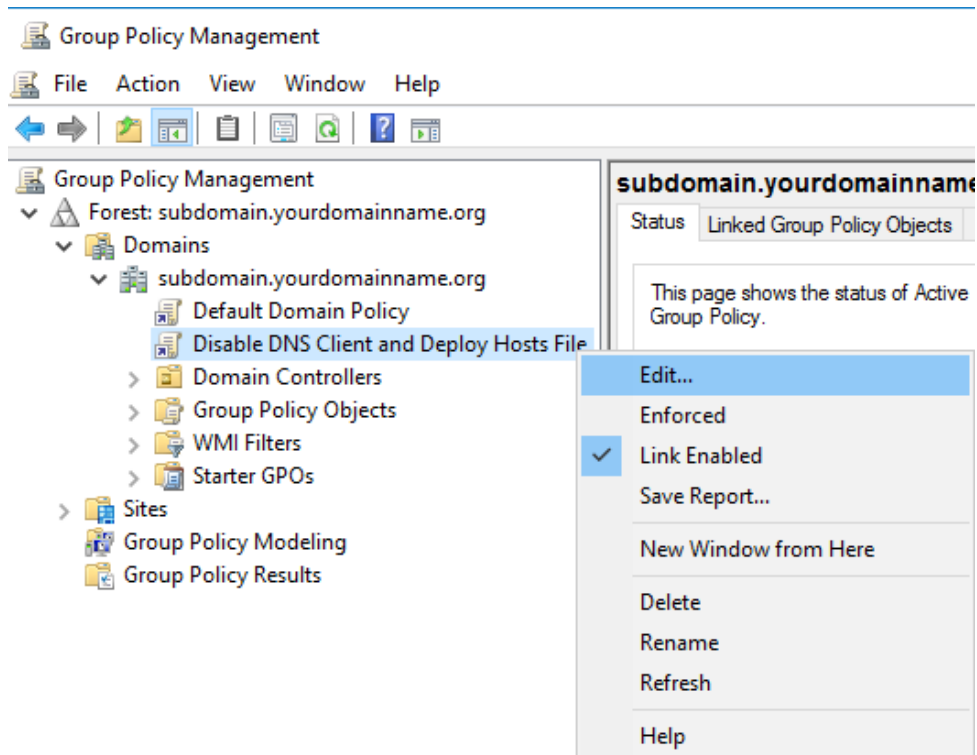 Group Policy Management
File Action View Window Help
Group Policy Management
Forest: subdomain.yourdomainname.org
Domains
subdomain.yourdomainname.org
Default Domain Policy
Disable DNS Client and Deploy Hosts File
Domain Controllers
Group Policy Objects
WMI Filters
Starter GPOs
Sites
Group Policy Modeling
Group Policy Results
subdomain.yourdomainname
Status Linked Group Policy Objects
This page shows the status of Active
Group Policy.
Edit...
Enforced
Link Enabled
Save Report...
New Window from Here
Delete
Rename
Refresh
Help